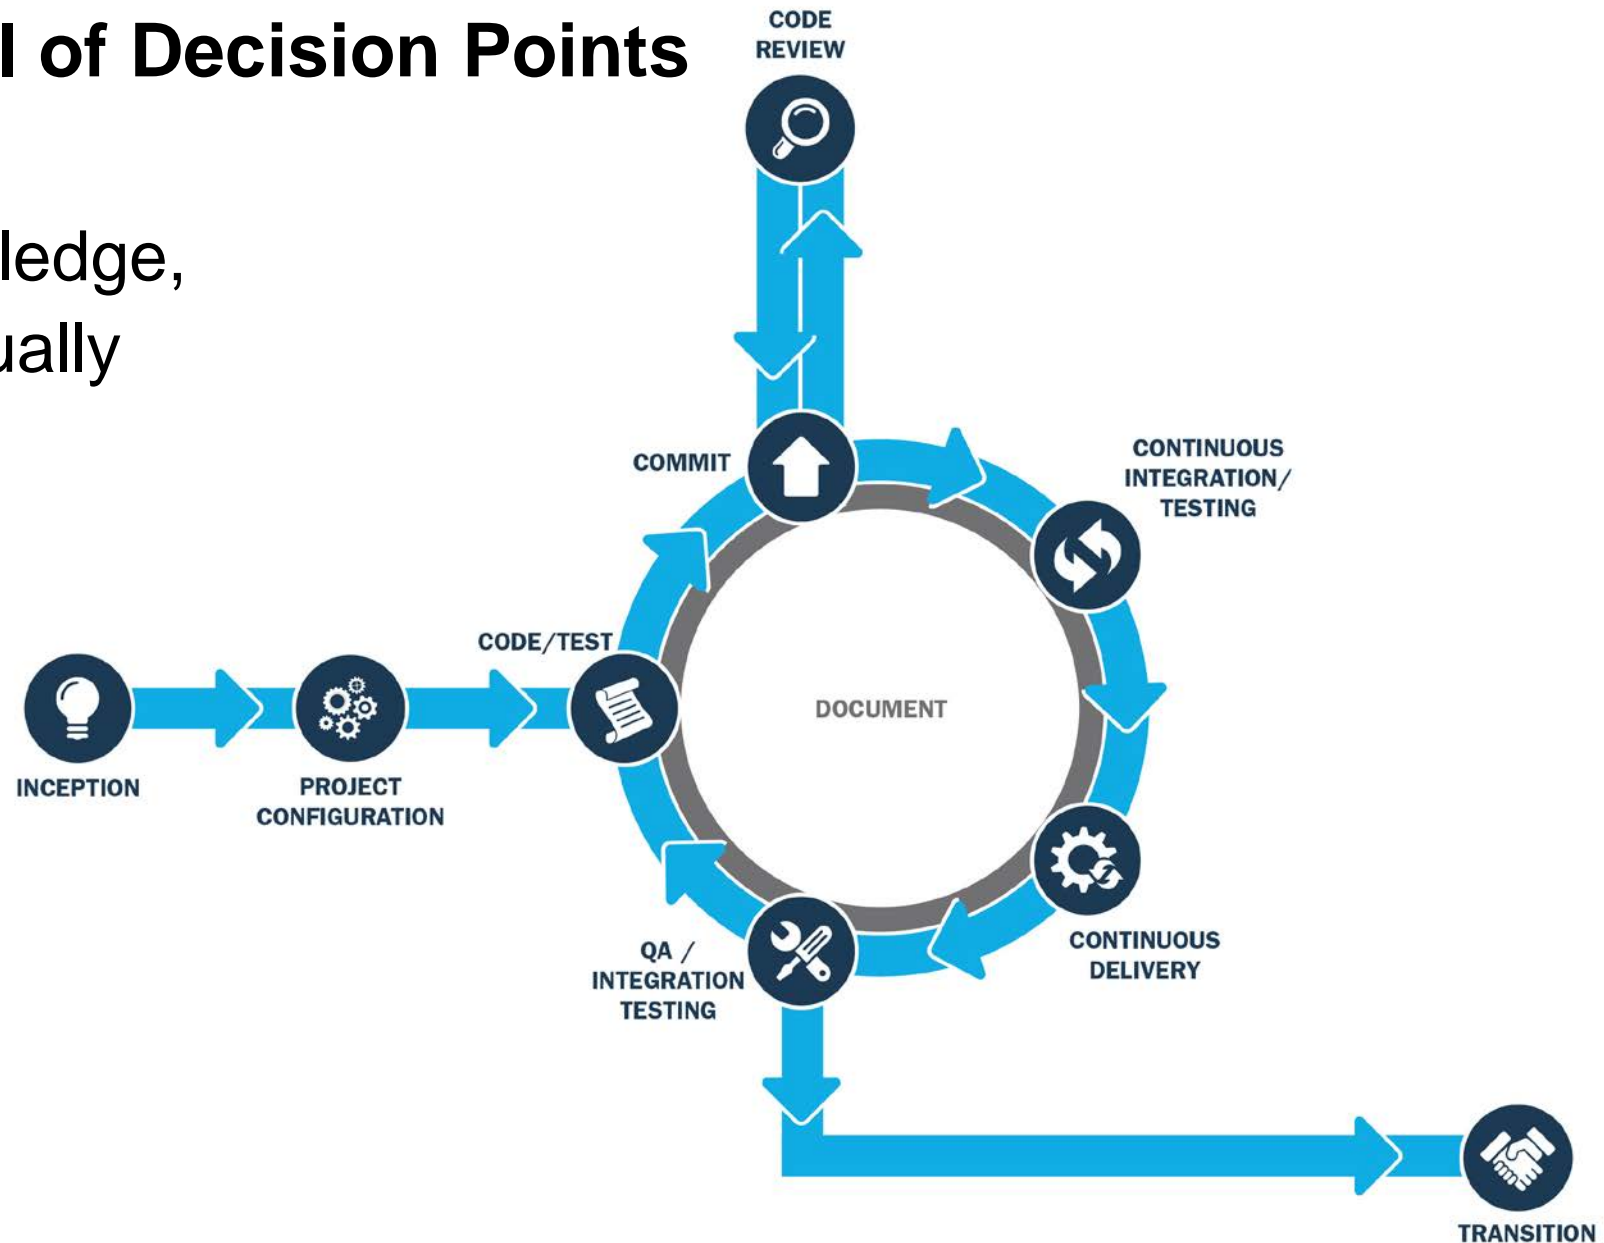 of Decision Points
ledge,
ually
CODE
REVIEW
COMMIT
CONTINUOUS
INTEGRATION/
TESTING
CODE/TEST
DOCUMENT
INCEPTION
PROJECT
CONFIGURATION
QA /
INTEGRATION
TESTING
CONTINUOUS
DELIVERY
TRANSITION